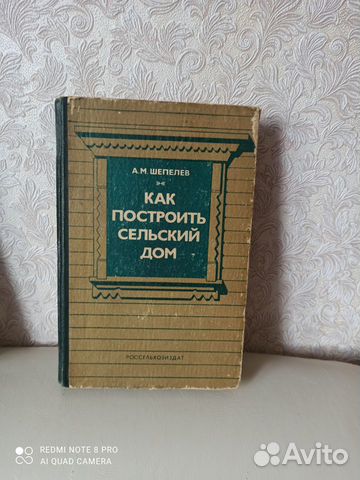 А. М. ШЕПЕЛЕВ
КАК
ПОСТРОИТЬ
СЕЛЬСКИЙ
ДОМ
РОССЕЛЬХОЗИЗДАТ
REDMI NOTE 8 PRO
AI QUAD CAMERA
Avito